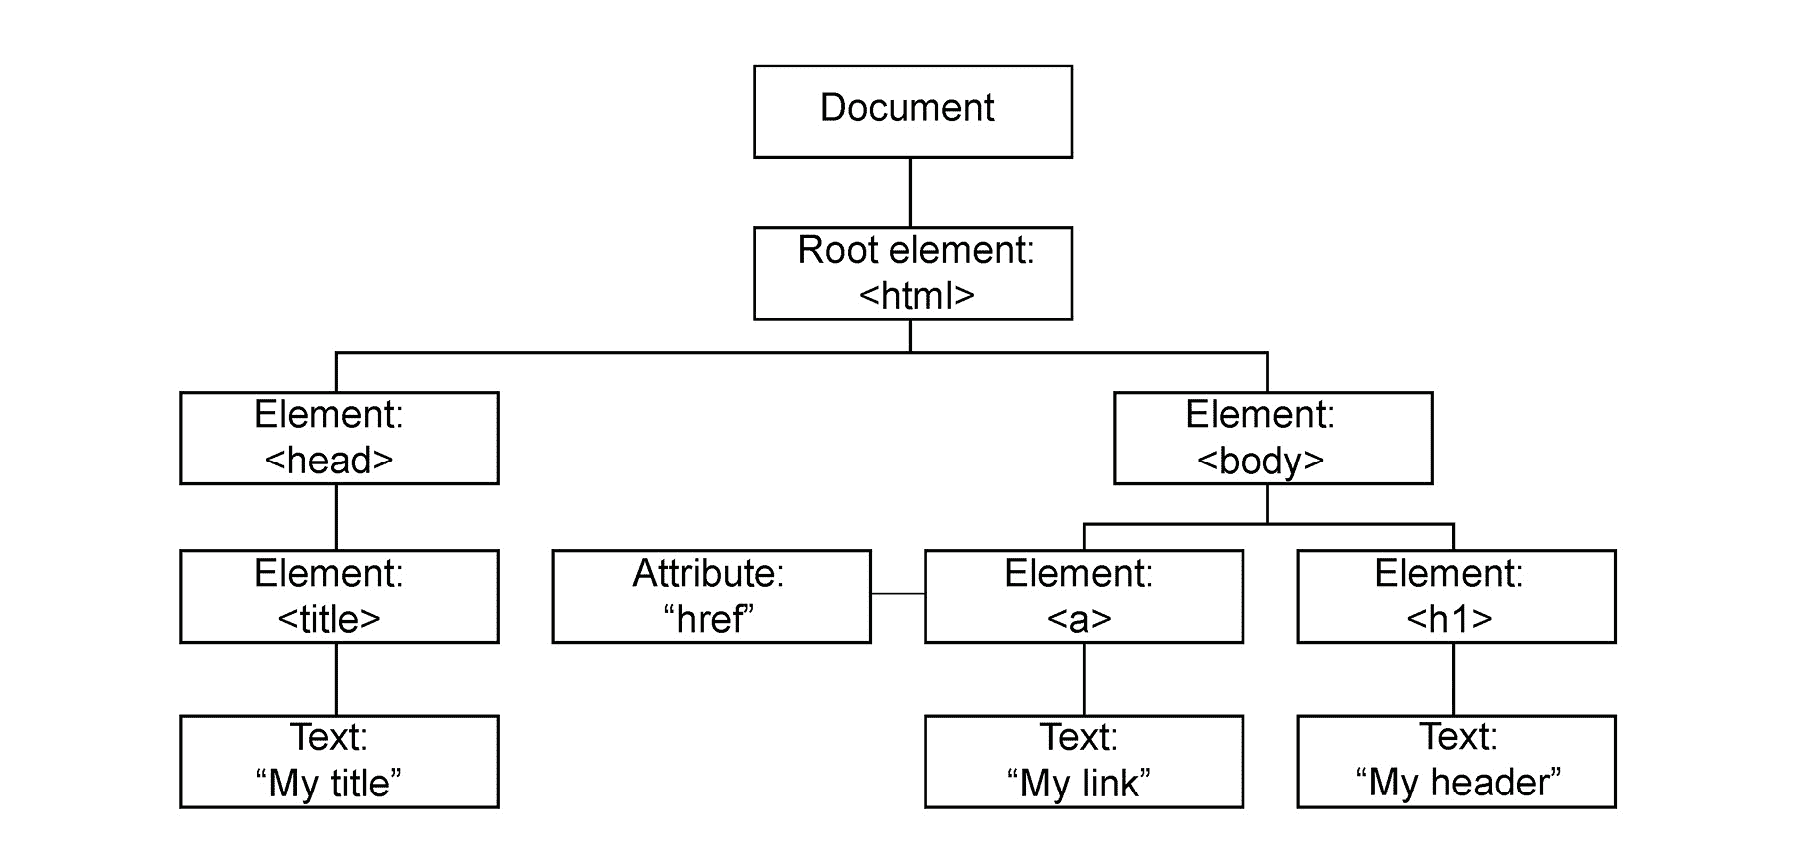 Document
Root element:
<html>
Element:
<head>
Element:
<body>
Element:
<title>
Attribute:
“href”
Element:
<a>
Element:
<h1>
Text:
“My title”
Text:
“My link”
Text:
“My header”